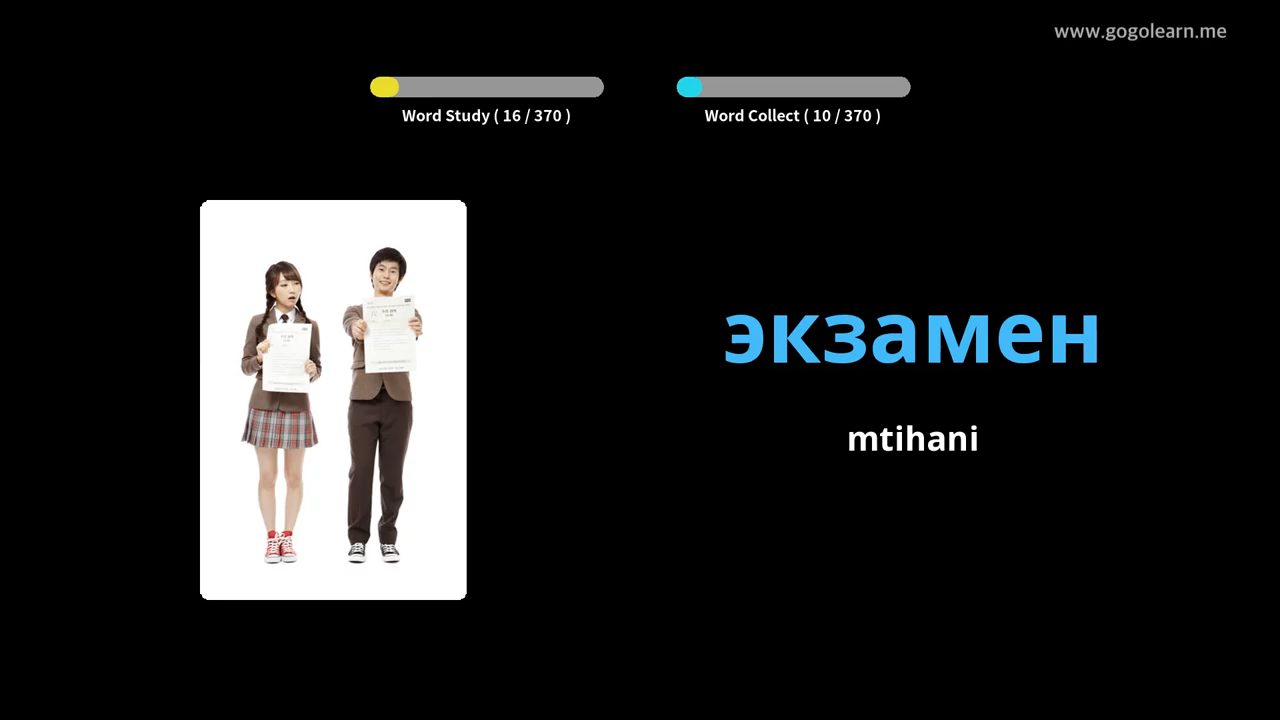 www.gogolearn.me
Word Study ( 16 / 370 )
Word Collect ( 10 / 370 )
экзамен
mtihani